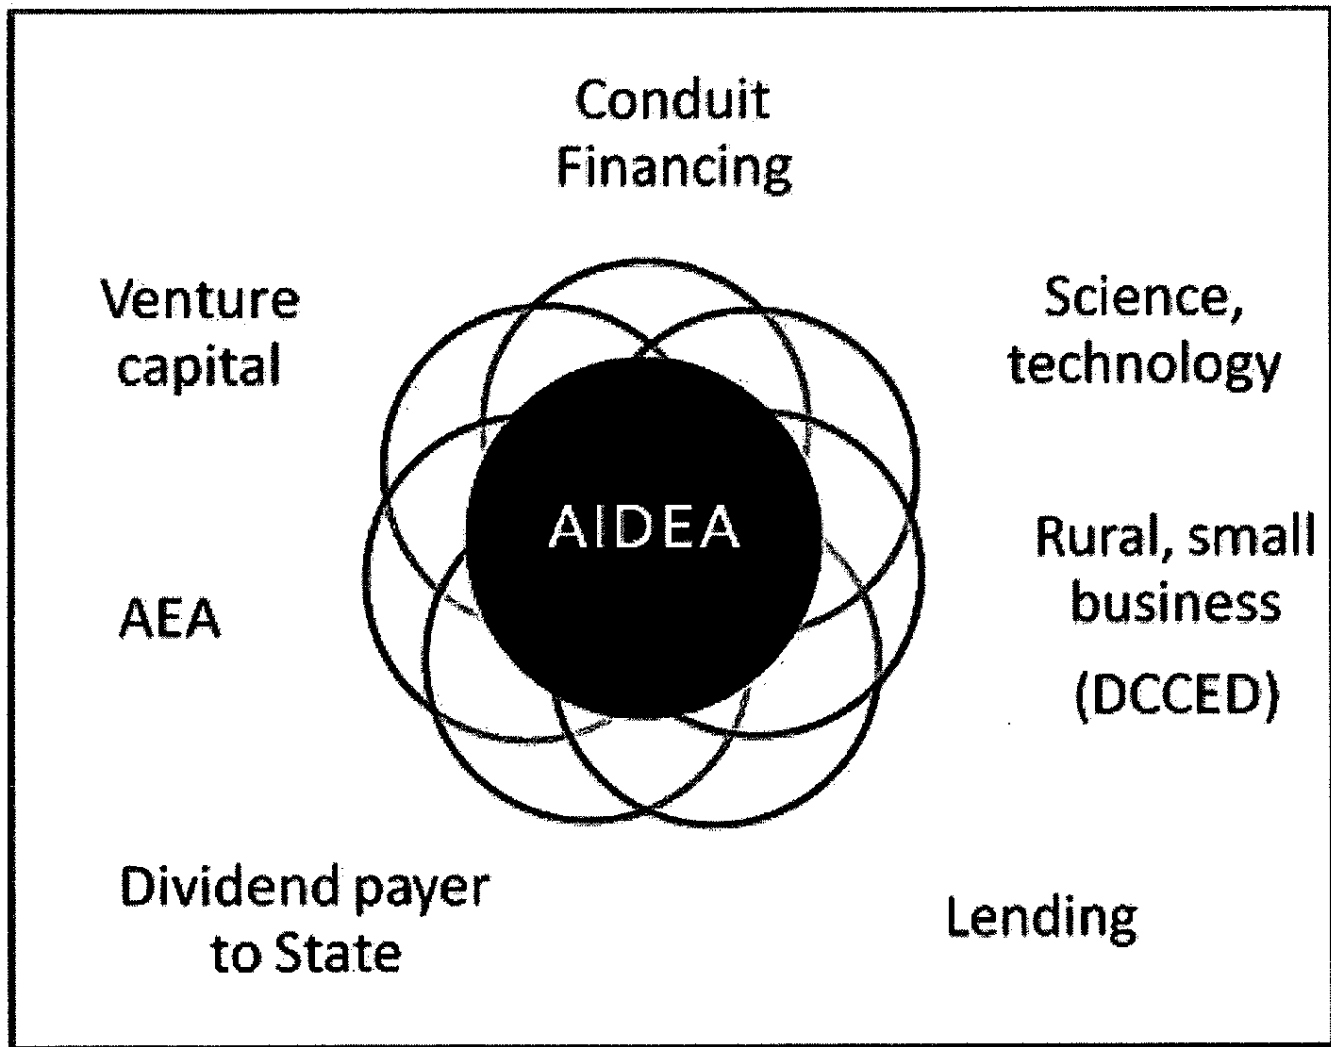 Conduit
Financing
Venture
capital
Science,
technology
AIDEA
Rural, small
business
(DCCED)
AEA
Dividend payer
to State
Lending